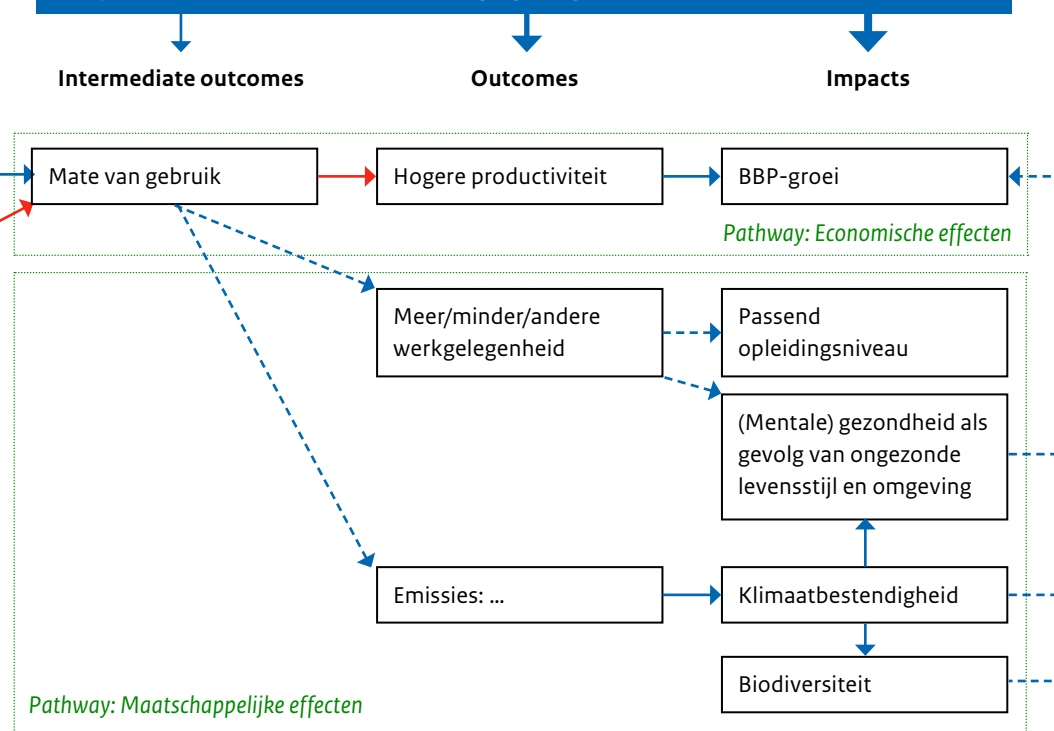 Intermediate outcomes
Outcomes
Impacts
Mate van gebruik
Hogere productiviteit
BBP-groei
Pathway: Economische effecten
Meer/minder/andere
werkgelegenheid
Passend
opleidingsniveau
(Mentale) gezondheid als
gevolg van ongezonde
levensstijl en omgeving
Emissies: ...
Klimaatbestendigheid
Biodiversiteit
Pathway: Maatschappelijke effecten